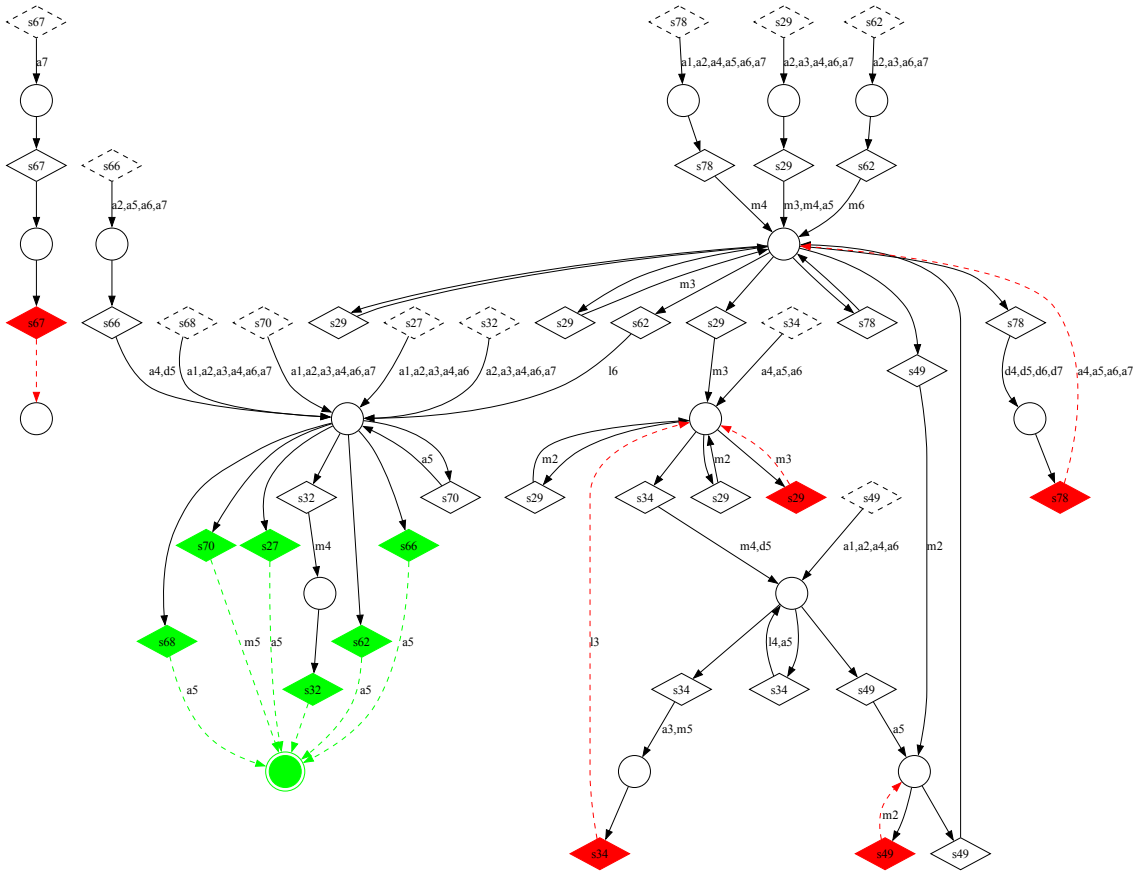 s67
s78
s29
s62
a7
a1,a2,a4,a5,a6,a7
a2,a3,a4,a6,a7
a2,a3,a6,a7
s67
s66
s78
s29
s62
a2,a5,a6,a7
m4
m3,m4,a5
m6
m3
s67
s66
s68
s70
s27
s32
s29
s29
s62
s29
s34
s78
s78
s49
a4,d5
a1,a2,a3,a4,a6,a7
a1,a2,a3,a4,a6,a7
a1,a2,a3,a4,a6
a2,a3,a4,a6,a7
l6
m3
a4,a5,a6
d4,d5,d6,d7
a4,a5,a6,a7
a5
m2
m2
m3
s32
s70
s29
s34
s29
s29
s49
s78
s70
s27
m4
s66
m4,d5
a1,a2,a4,a6
m2
s68
m5
a5
s62
a5
l3
l4,a5
a5
s32
a5
s34
s34
s49
a3,m5
a5
m2
s34
s49
s49